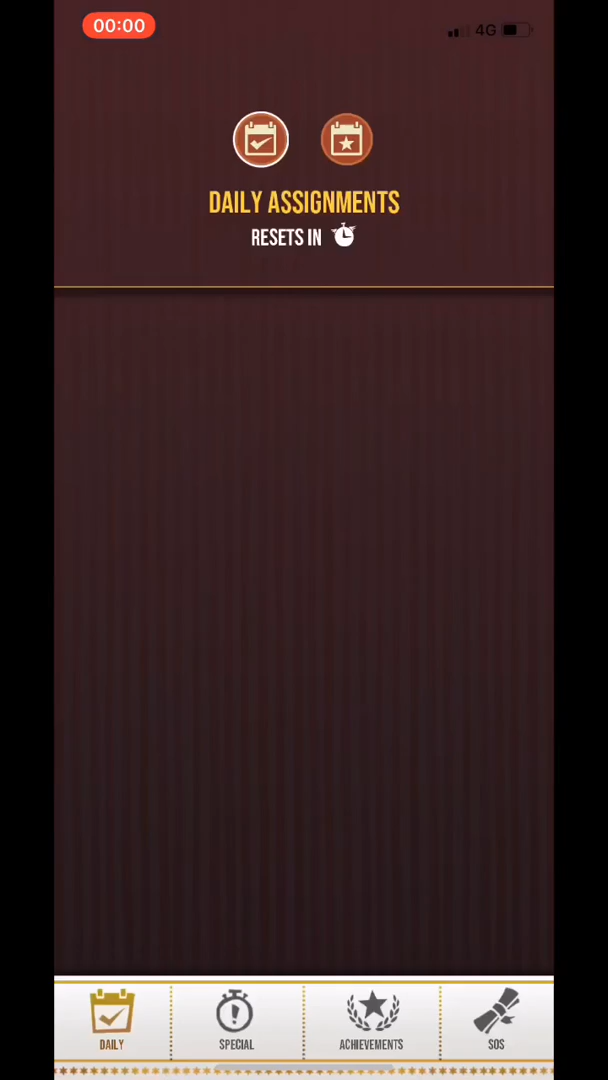 00:00
4G
DAILY ASSIGNMENTS
RESETS IN
DAILY
SPECIAL
ACHIEVEMENTS
SOS